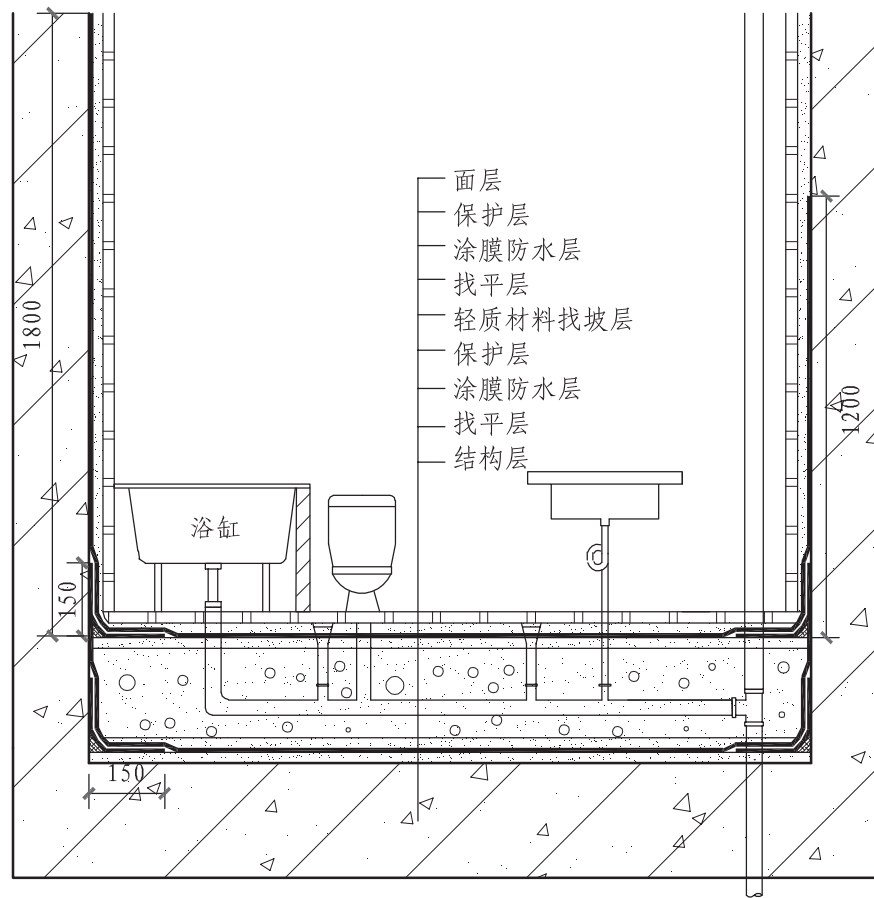 面层
保护层
涂膜防水层
找平层
1800
轻质材料找坡层
保护层
涂膜防水层
1200
找平层
结构层
浴缸
150
150